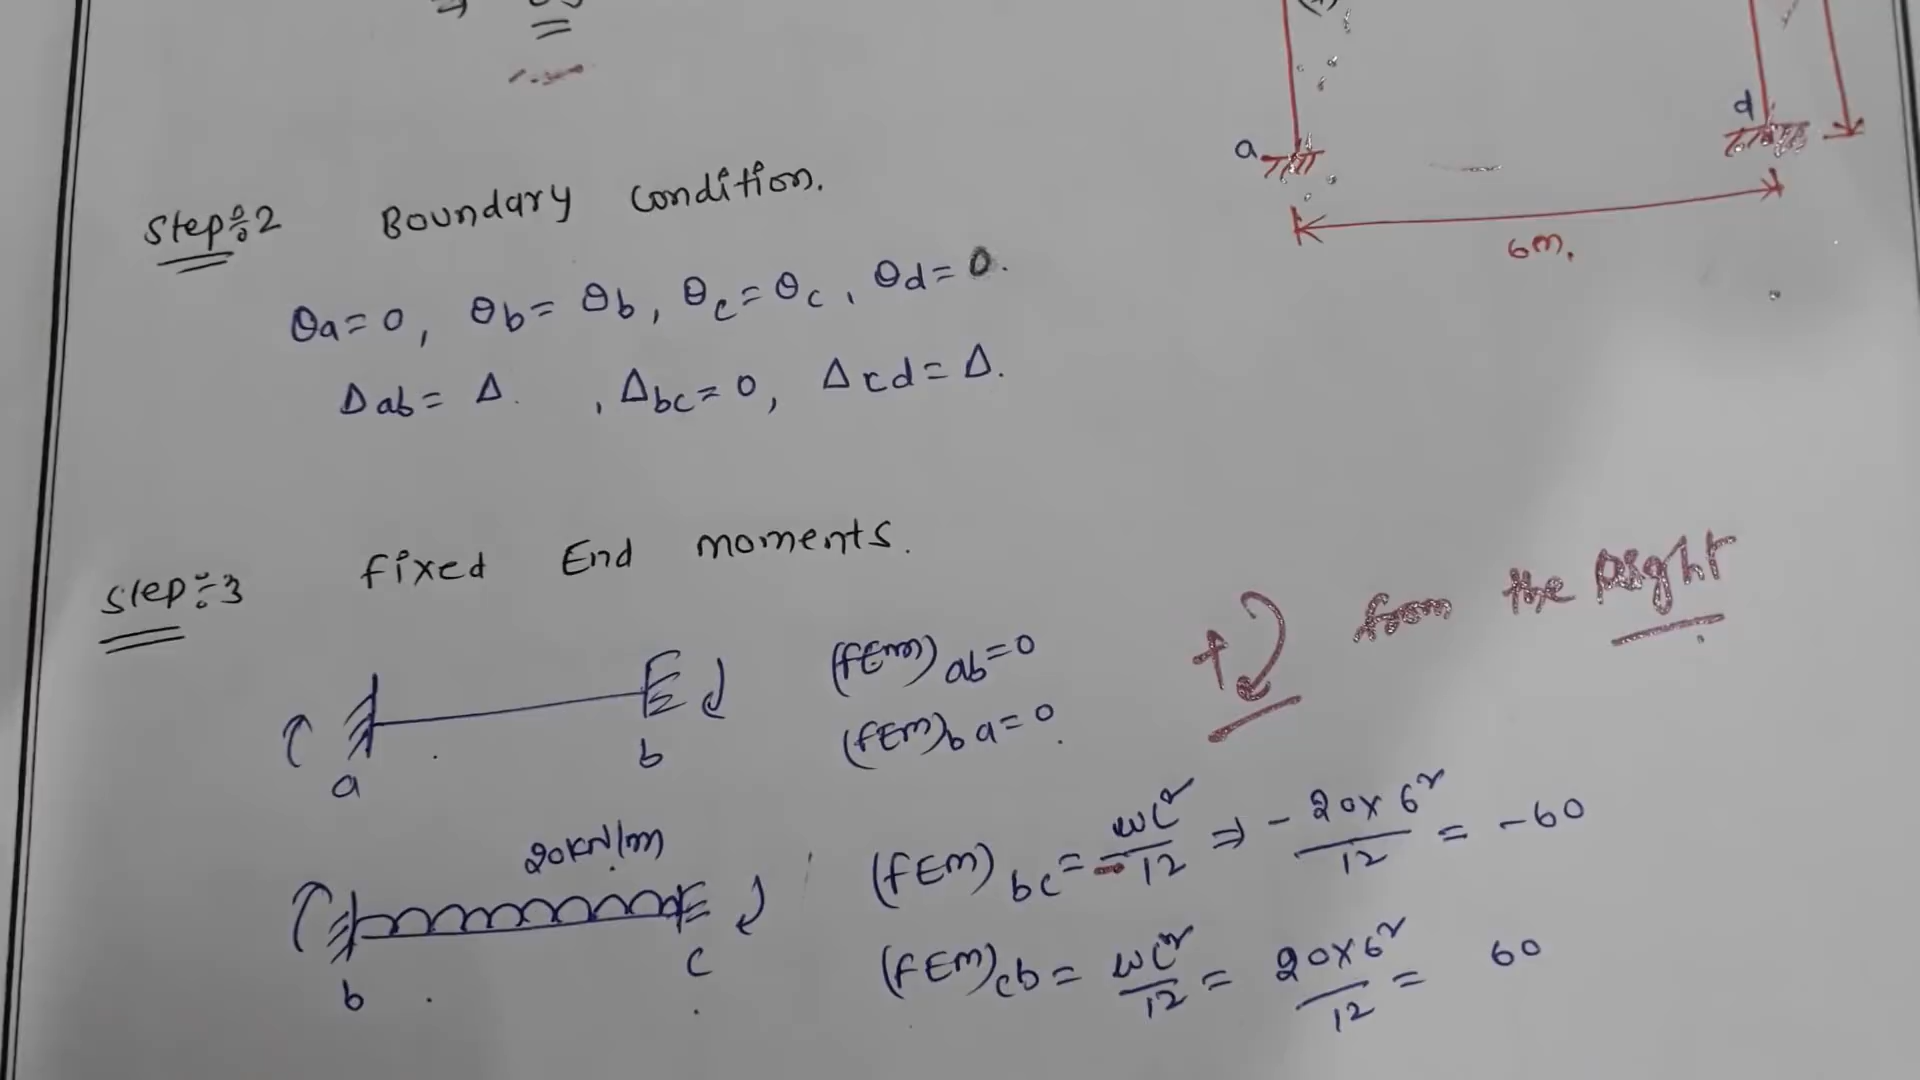 a
d
6m.
Step:2 Boundary Condition.
θa=0, θb=θb, θc=θc, θd=0.
Δab=Δ. , Δbc=0, Δcd=Δ.
Step:3 Fixed End moments.
+ from the Right
(FEM)ab=0
(FEM)ba=0.
a b
20KN/m
(FEM)bc = -wl²/12 ⇒ -20×6²/12 = -60
(FEM)cb = wl²/12 = 20×6²/12 = 60
b c